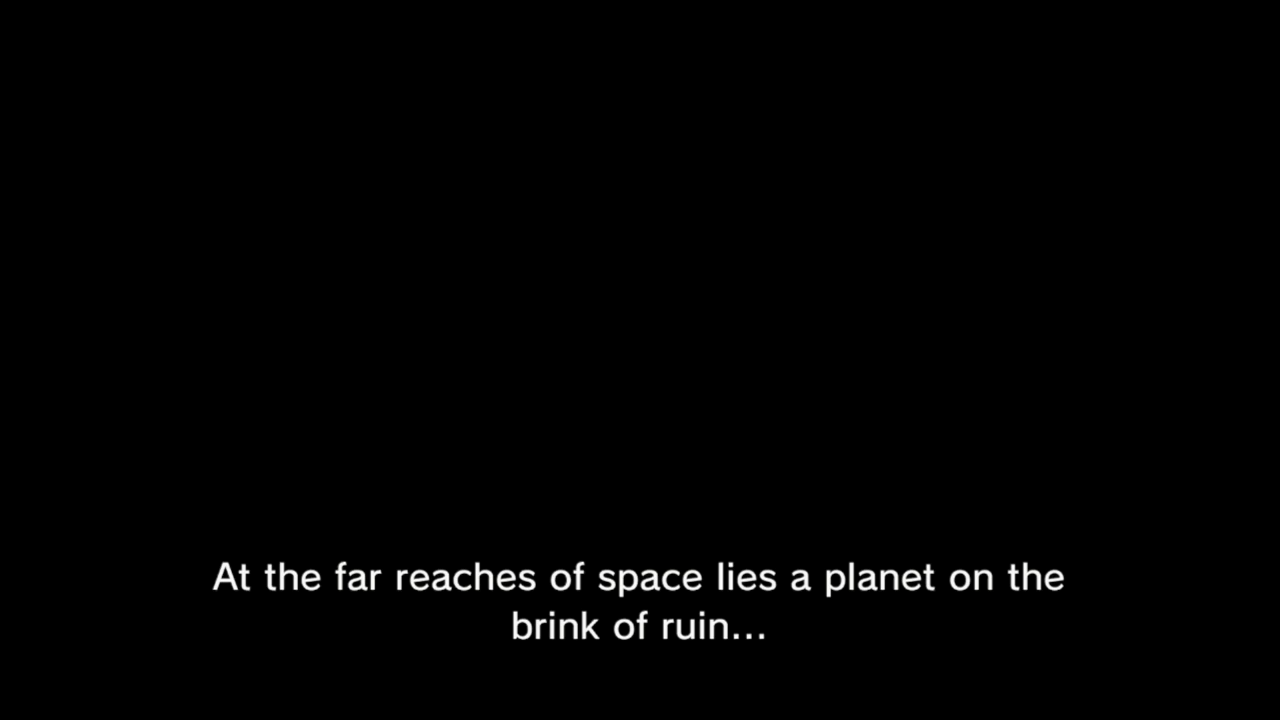 At the far reaches of space lies a planet on the
brink of ruin...